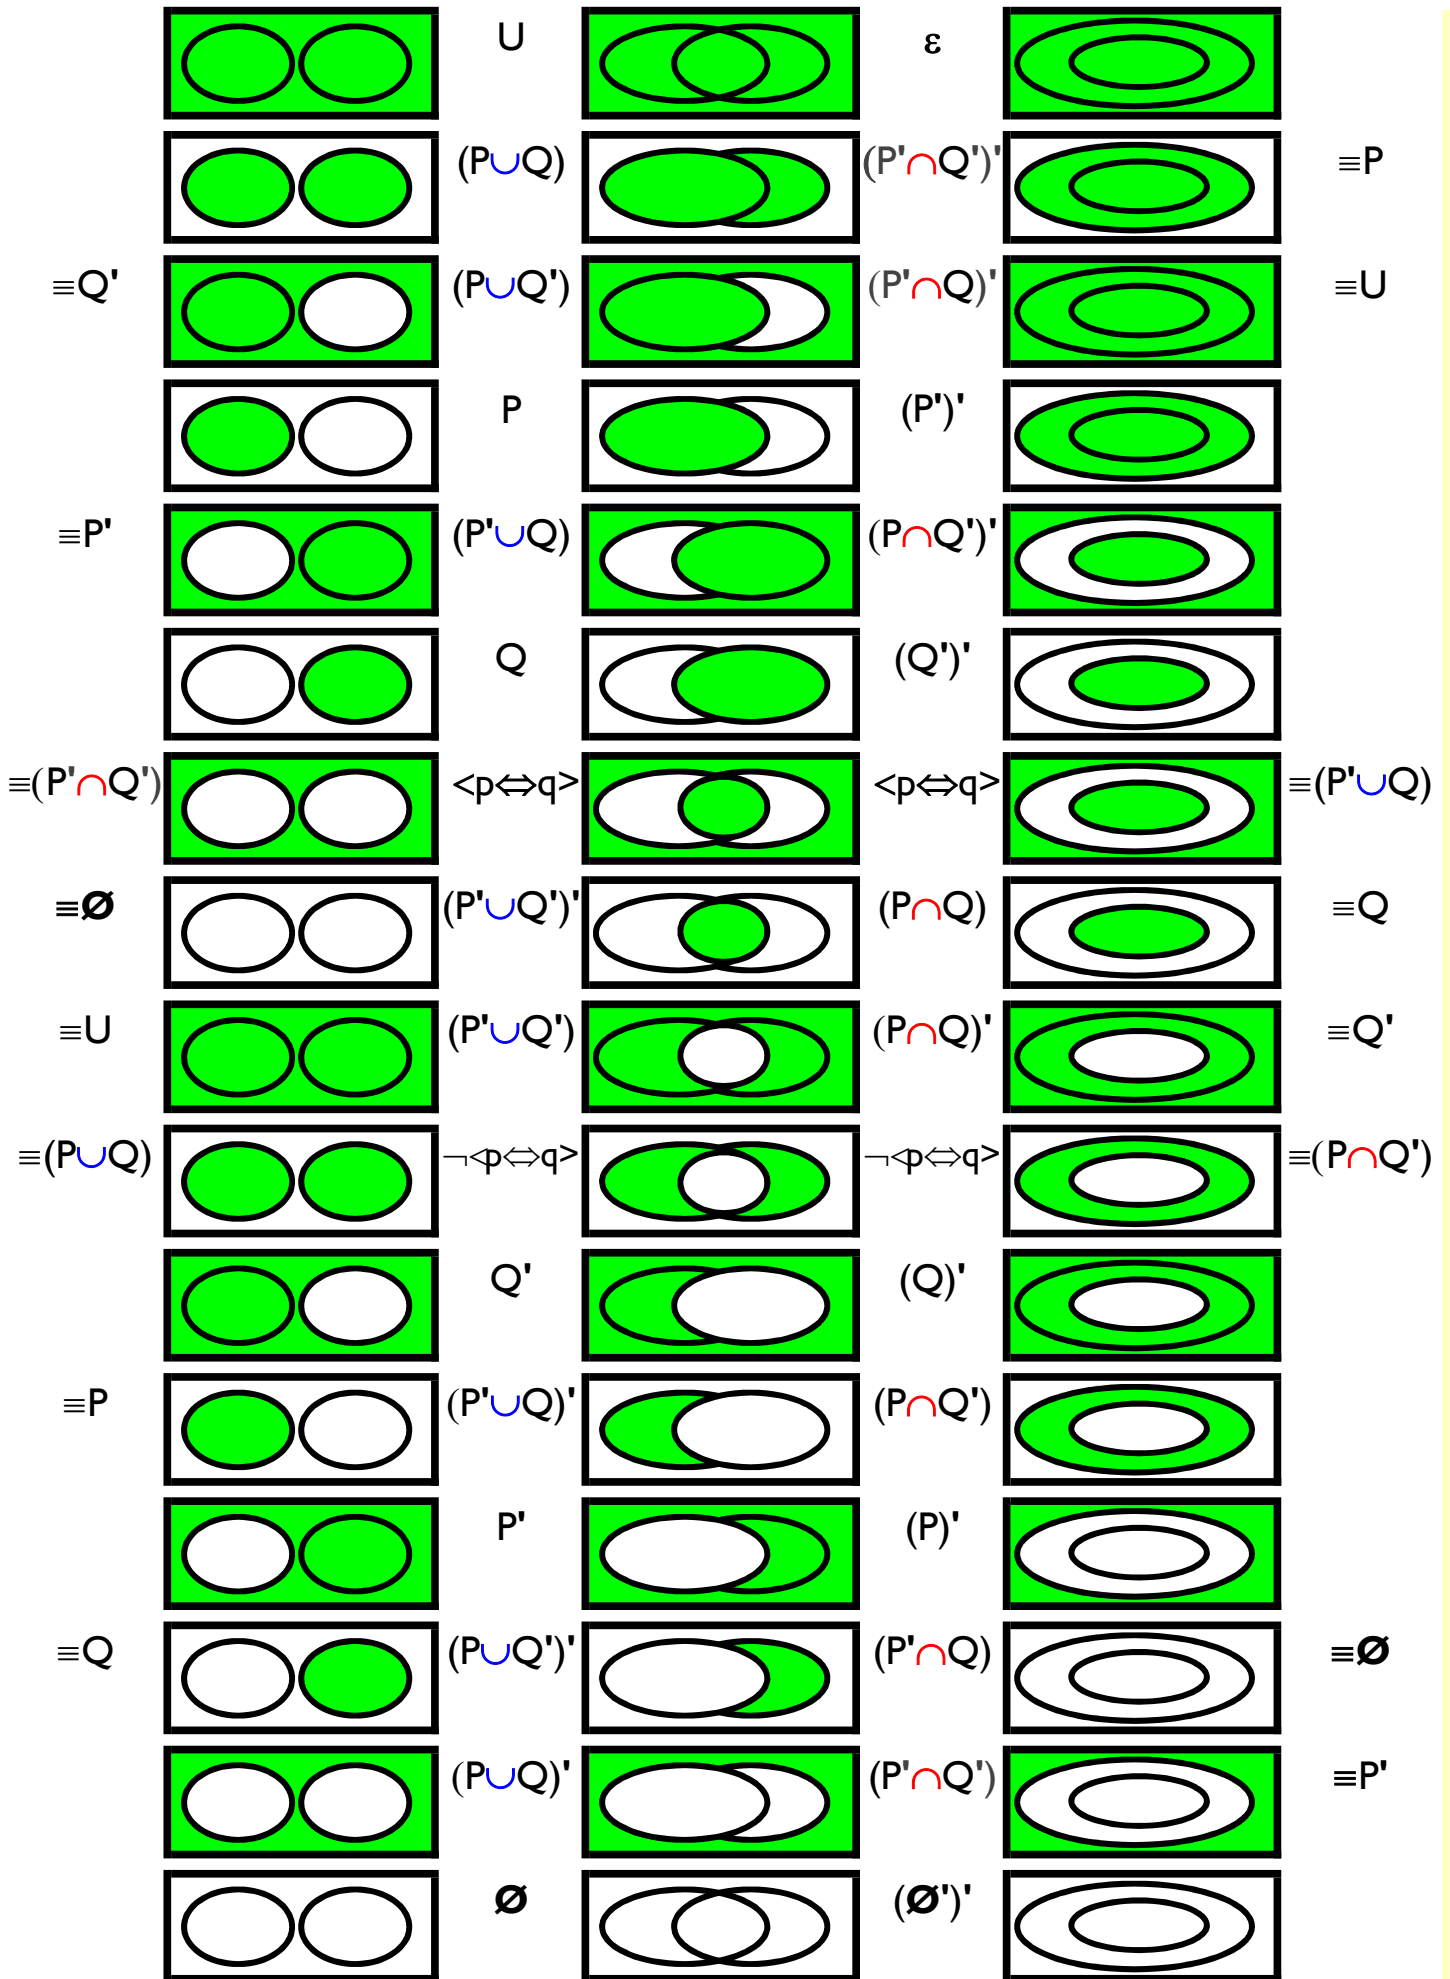 U ε
(P∪Q) (P'∩Q')' ≡P
≡Q' (P∪Q') (P'∩Q)' ≡U
P (P')'
≡P' (P'∪Q) (P∩Q')'
Q (Q')'
≡(P'∩Q') <p⇔q> <p⇔q> ≡(P'∪Q)
≡Ø (P'∪Q')' (P∩Q) ≡Q
≡U (P'∪Q') (P∩Q)' ≡Q'
≡(P∪Q) ¬<p⇔q> ¬<p⇔q> ≡(P∩Q')
Q' (Q)'
≡P (P'∪Q)' (P∩Q')
P' (P)'
≡Q (P∪Q')' (P'∩Q) ≡Ø
(P∪Q)' (P'∩Q') ≡P'
Ø (Ø')'